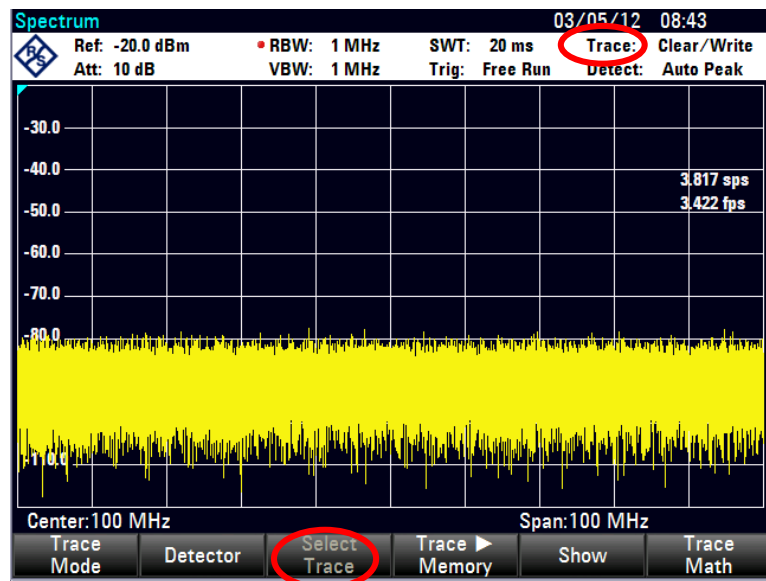 Spectrum 03/05/12 08:43
Ref: -20.0 dBm RBW: 1 MHz SWT: 20 ms Trace: Clear/Write
Att: 10 dB VBW: 1 MHz Trig: Free Run Detect: Auto Peak
R&S
-30.0
-40.0
3.817 sps
-50.0
3.422 fps
-60.0
-70.0
-80.0
-110.0
Center:100 MHz Span:100 MHz
Trace Mode
Detector
Select Trace
Trace ▶ Memory
Show
Trace Math